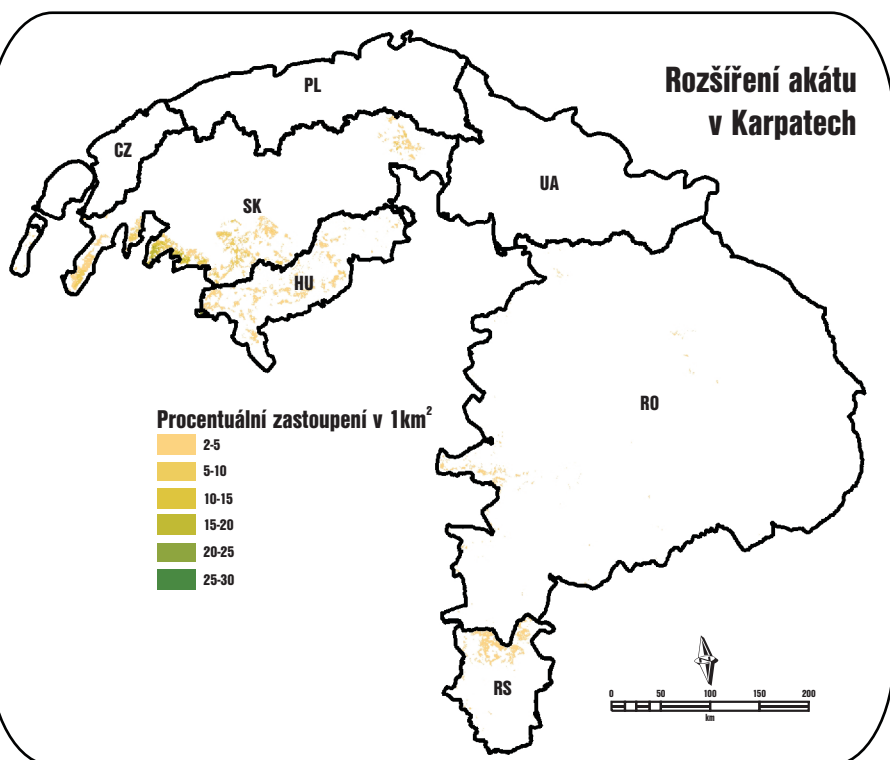 Rozšíření akátu
v Karpatech
PL
CZ
SK
UA
HU
RO
RS
Procentuální zastoupení v 1km²
2-5
5-10
10-15
15-20
20-25
25-30
0 50 100 150 200
km